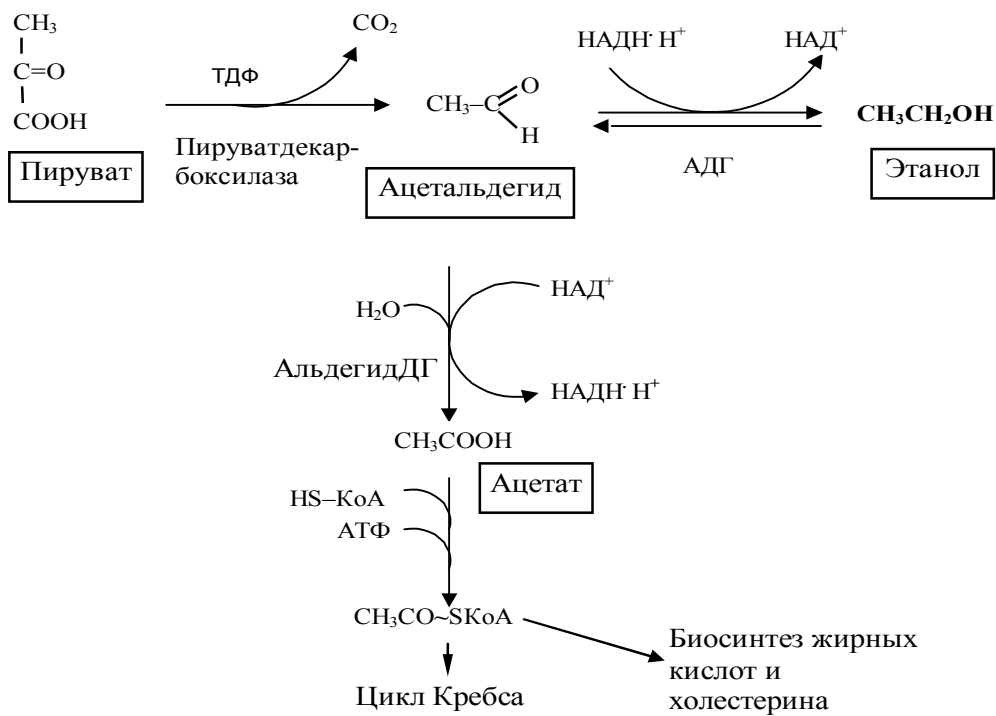 CH₃
C=O
COOH
Пируват
ТДФ
CO₂
Пируватдекар-
боксилаза
CH₃–C
O
H
Ацетальдегид
НАДН· Н⁺
НАД⁺
АДГ
CH₃CH₂OH
Этанол
H₂O
НАД⁺
АльдегидДГ
НАДН· Н⁺
CH₃COOH
Ацетат
HS–КоА
АТФ
CH₃CO~SКоА
Биосинтез жирных
кислот и
холестерина
Цикл Кребса